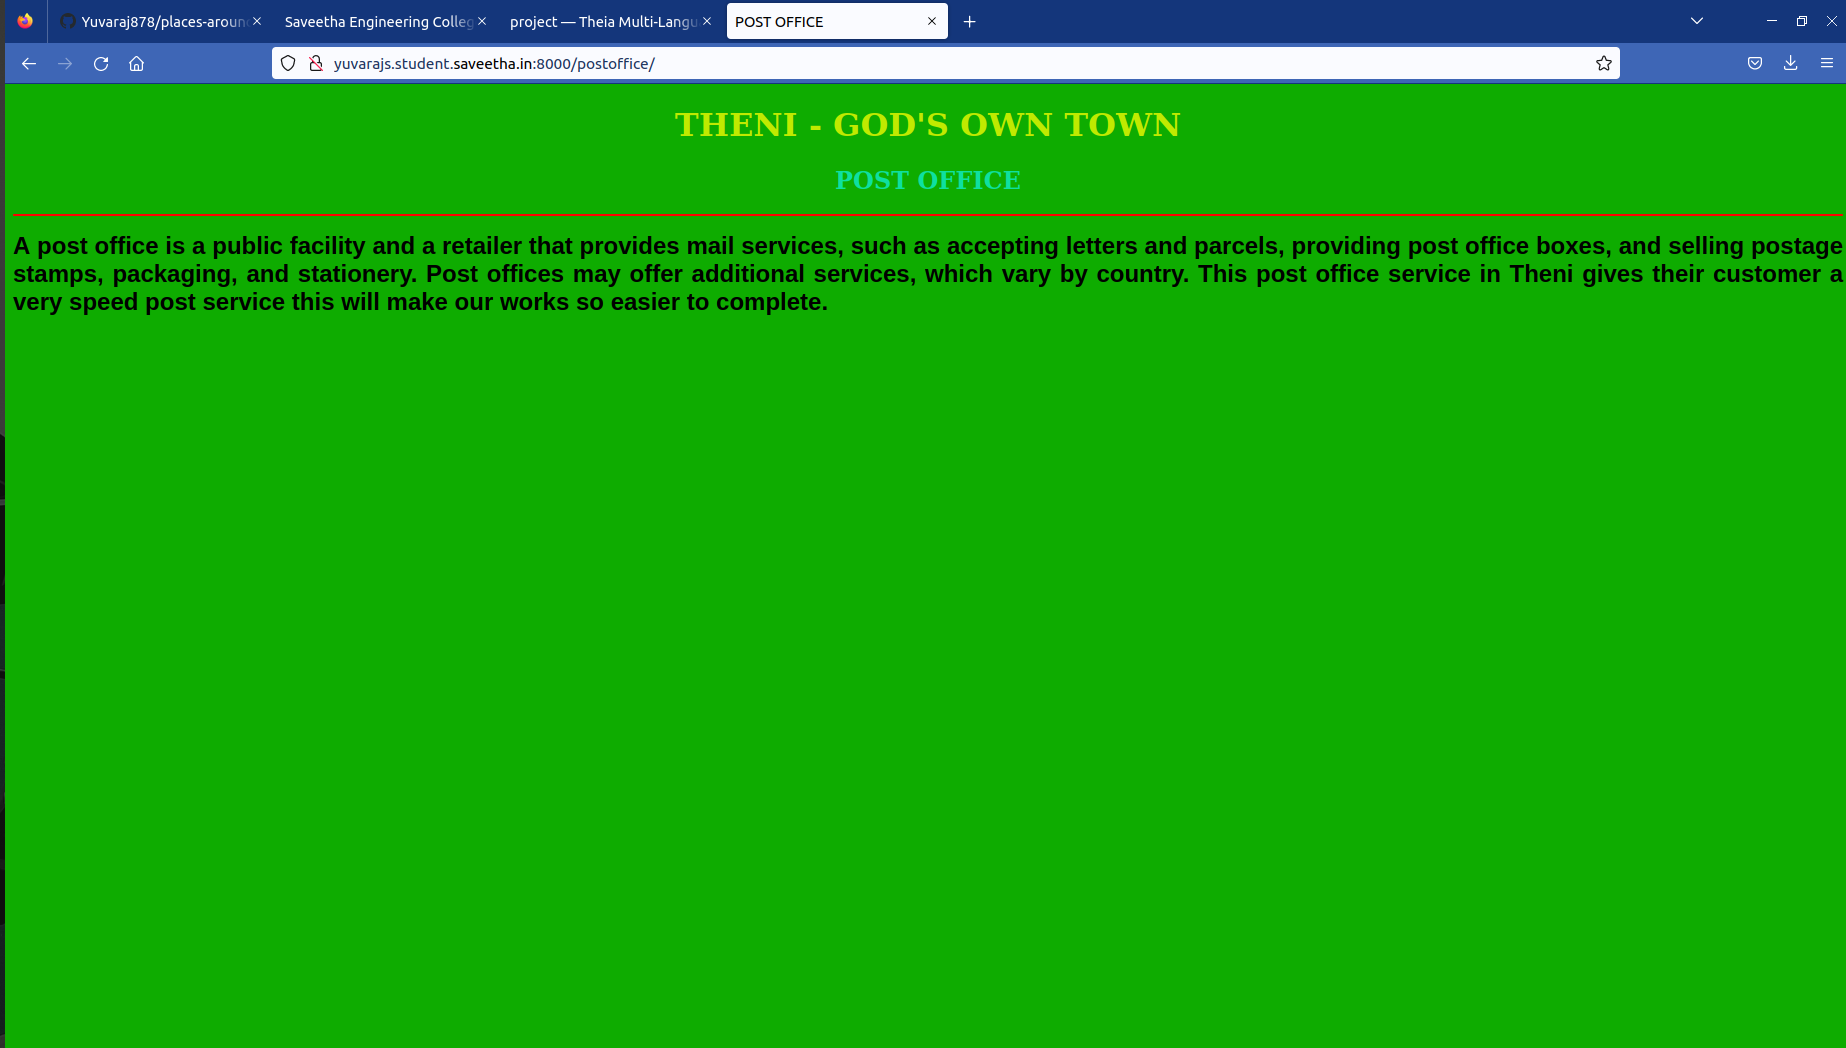 Yuvaraj878/places-aroun
Saveetha Engineering Colleg
project — Theia Multi-Langu
POST OFFICE
yuvarajs.student.saveetha.in:8000/postoffice/
THENI - GOD'S OWN TOWN
POST OFFICE
A post office is a public facility and a retailer that provides mail services, such as accepting letters and parcels, providing post office boxes, and selling postage
stamps, packaging, and stationery. Post offices may offer additional services, which vary by country. This post office service in Theni gives their customer a
very speed post service this will make our works so easier to complete.